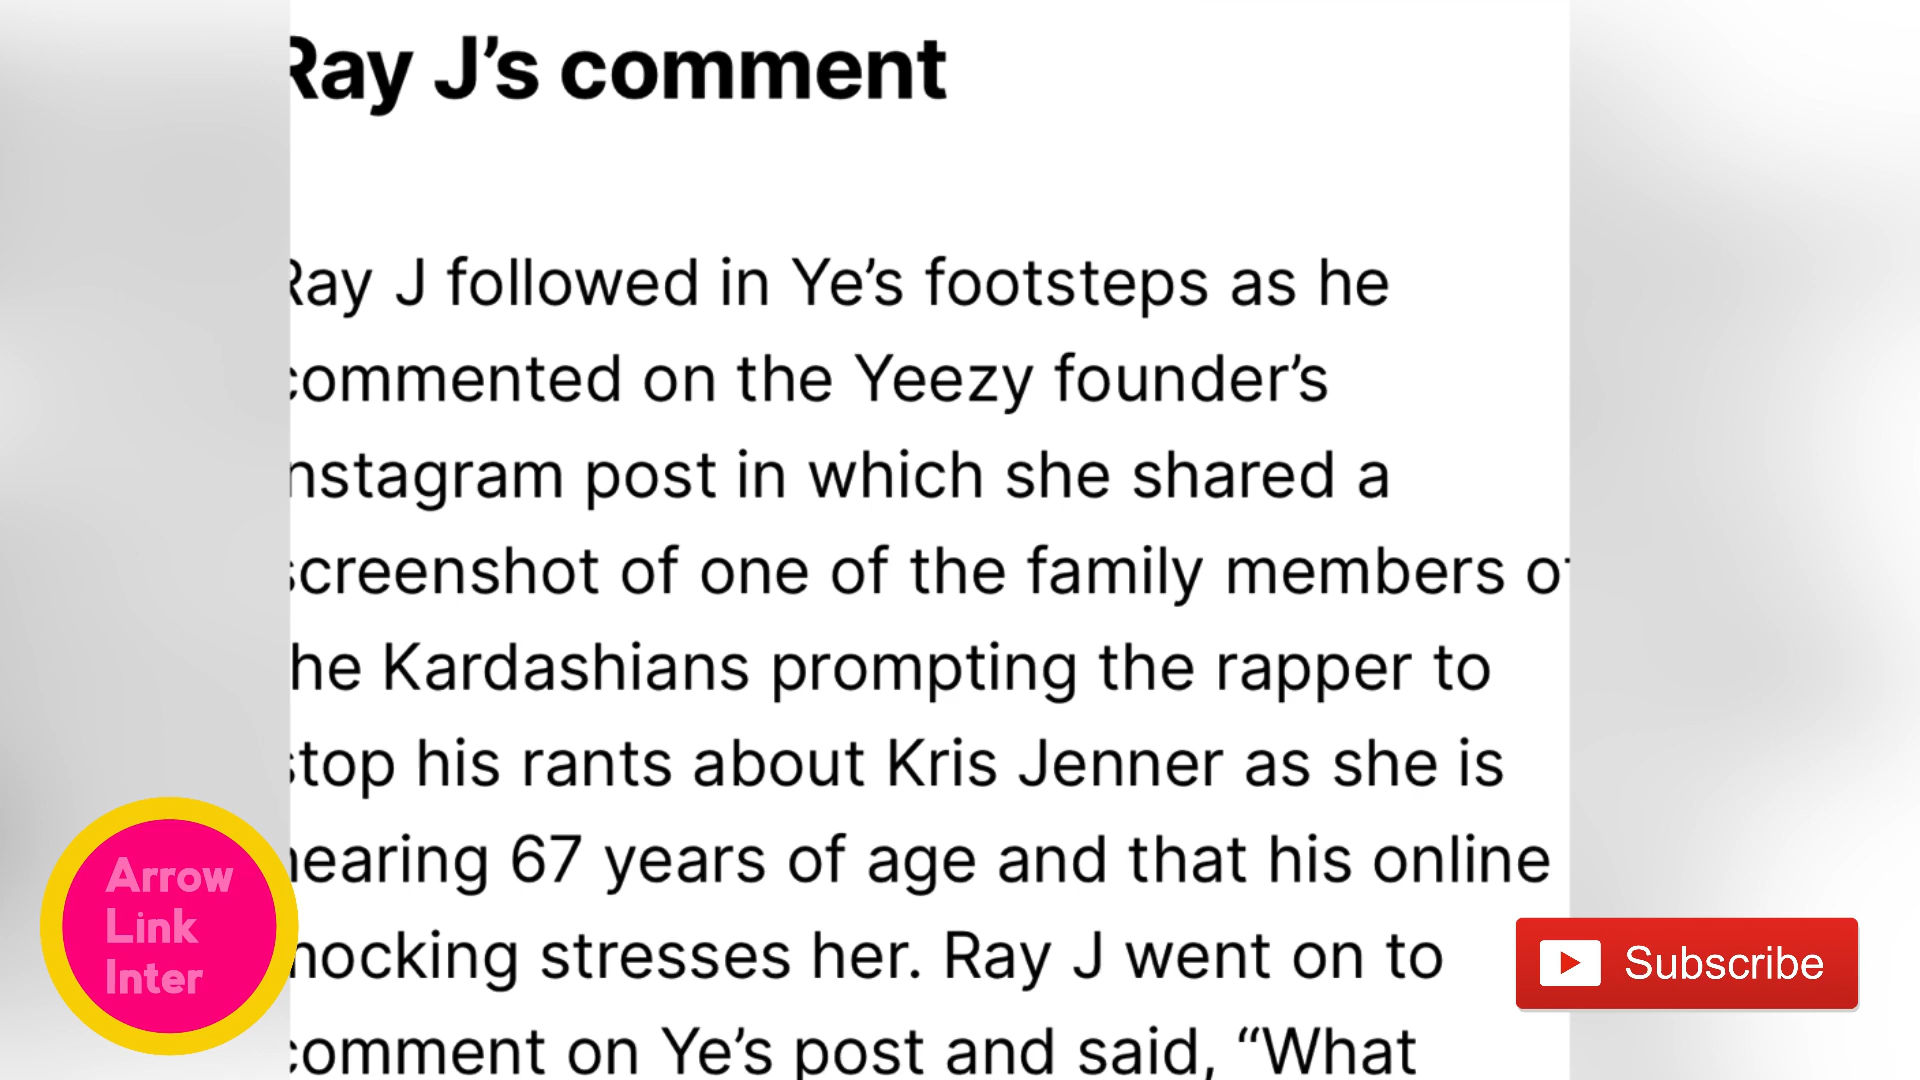 Ray J’s comment
Ray J followed in Ye’s footsteps as he
commented on the Yeezy founder’s
Instagram post in which she shared a
screenshot of one of the family members of
the Kardashians prompting the rapper to
stop his rants about Kris Jenner as she is
nearing 67 years of age and that his online
mocking stresses her. Ray J went on to
comment on Ye’s post and said, “What
Arrow
Link
Inter
Subscribe